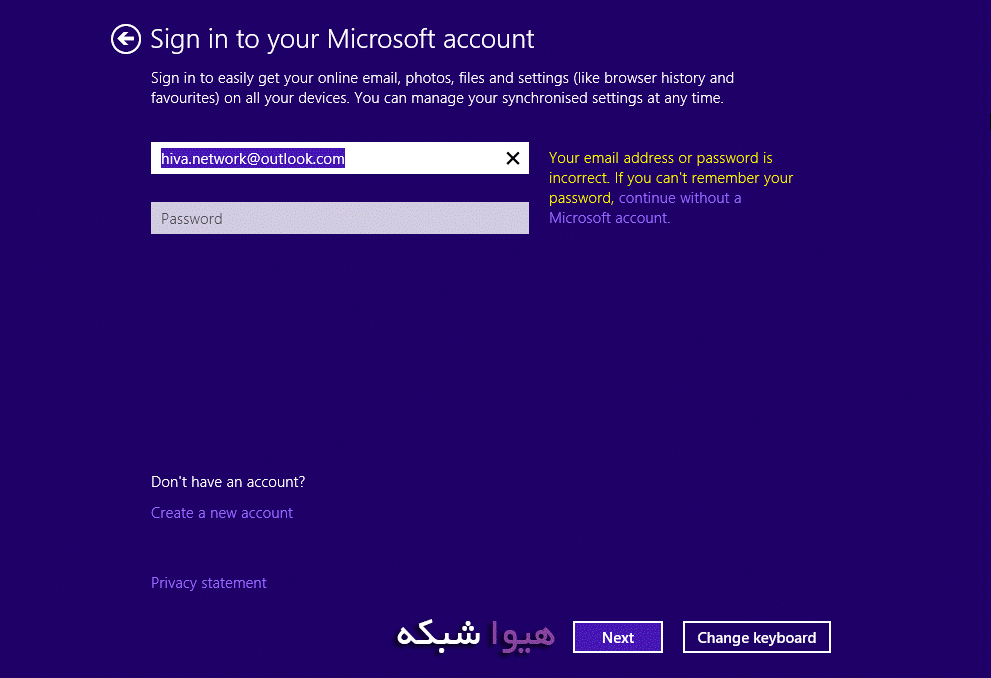 Sign in to your Microsoft account
Sign in to easily get your online email, photos, files and settings (like browser history and
favourites) on all your devices. You can manage your synchronised settings at any time.
hiva.network@outlook.com
Your email address or password is
incorrect. If you can't remember your
password, continue without a
Microsoft account.
Password
Don't have an account?
Create a new account
Privacy statement
هیوا شبکه
Next
Change keyboard